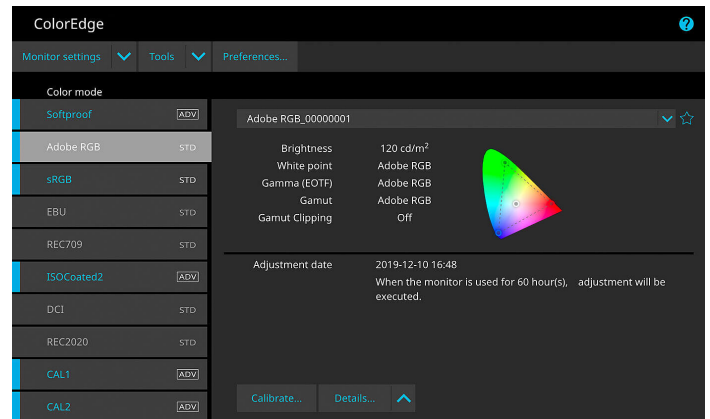 ColorEdge
?
Monitor settings Tools Preferences...
Color mode
Softproof ADV
Adobe RGB STD
sRGB STD
EBU STD
REC709 STD
ISOCoated2 ADV
DCI STD
REC2020 STD
CAL1 ADV
CAL2 ADV
Adobe RGB_00000001
Brightness 120 cd/m²
White point Adobe RGB
Gamma (EOTF) Adobe RGB
Gamut Adobe RGB
Gamut Clipping Off
Adjustment date 2019-12-10 16:48
When the monitor is used for 60 hour(s), adjustment will be
executed.
Calibrate... Details...